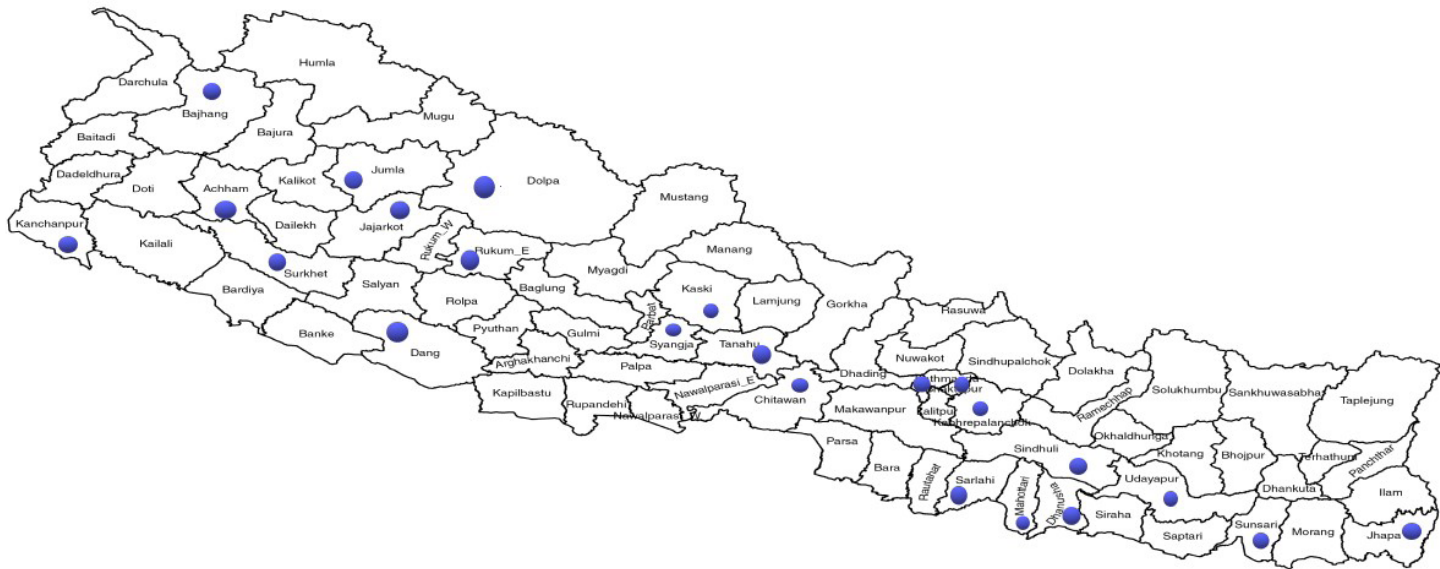 Humla
Darchula
Bajhang
Mugu
Baitadi
Bajura
Dadeldhura
Doti
Achham
Kalikot
Jumla
Dolpa
Mustang
Kanchanpur
Kailali
Dailekh
Jajarkot
Rukum_W
Rukum_E
Manang
Surkhet
Myagdi
Bardiya
Salyan
Rolpa
Baglung
Kaski
Lamjung
Gorkha
Rasuwa
Banke
Dang
Pyuthan
Gulmi
Parbat
Syangja
Tanahu
Nuwakot
Sindhupalchok
Arghakhanchi
Palpa
Dhading
Dolakha
Kapilbastu
Nawalparasi_E
Rupandehi
Nawalparasi_W
Chitawan
Makawanpur
Kabhrepalanchok
Ramechhap
Solukhumbu
Sankhuwasabha
Taplejung
Parsa
Bara
Rautahat
Sarlahi
Sindhuli
Okhaldhunga
Khotang
Bhojpur
Terhathum
Panchthar
Mahottari
Dhanusha
Udayapur
Dhankuta
Ilam
Siraha
Saptari
Sunsari
Morang
Jhapa